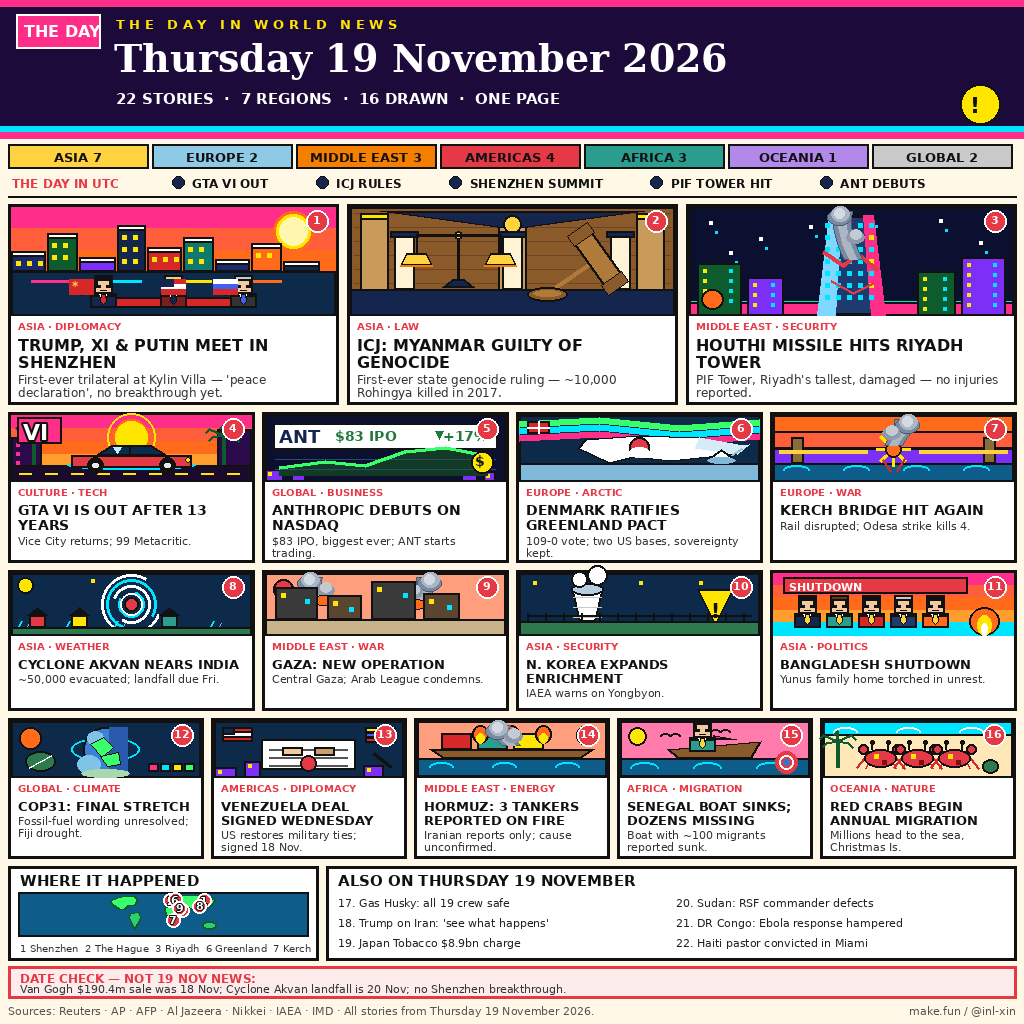 THE DAY
THE DAY IN WORLD NEWS
Thursday 19 November 2026
22 STORIES · 7 REGIONS · 16 DRAWN · ONE PAGE
!
ASIA 7
EUROPE 2
MIDDLE EAST 3
AMERICAS 4
AFRICA 3
OCEANIA 1
GLOBAL 2
THE DAY IN UTC
GTA VI OUT
ICJ RULES
SHENZHEN SUMMIT
PIF TOWER HIT
ANT DEBUTS
1
ASIA · DIPLOMACY
TRUMP, XI & PUTIN MEET IN
SHENZHEN
First-ever trilateral at Kylin Villa — 'peace
declaration', no breakthrough yet.
2
ASIA · LAW
ICJ: MYANMAR GUILTY OF
GENOCIDE
First-ever state genocide ruling — ~10,000
Rohingya killed in 2017.
3
MIDDLE EAST · SECURITY
HOUTHI MISSILE HITS RIYADH
TOWER
PIF Tower, Riyadh's tallest, damaged — no injuries
reported.
VI
4
CULTURE · TECH
GTA VI IS OUT AFTER 13
YEARS
Vice City returns; 99 Metacritic.
ANT $83 IPO ▼+17%
5
$
GLOBAL · BUSINESS
ANTHROPIC DEBUTS ON
NASDAQ
$83 IPO, biggest ever; ANT starts
trading.
6
EUROPE · ARCTIC
DENMARK RATIFIES
GREENLAND PACT
109-0 vote; two US bases, sovereignty
kept.
7
EUROPE · WAR
KERCH BRIDGE HIT AGAIN
Rail disrupted; Odesa strike kills 4.
8
ASIA · WEATHER
CYCLONE AKVAN NEARS INDIA
~50,000 evacuated; landfall due Fri.
9
MIDDLE EAST · WAR
GAZA: NEW OPERATION
Central Gaza; Arab League condemns.
10
!
ASIA · SECURITY
N. KOREA EXPANDS
ENRICHMENT
IAEA warns on Yongbyon.
SHUTDOWN
11
ASIA · POLITICS
BANGLADESH SHUTDOWN
Yunus family home torched in unrest.
12
GLOBAL · CLIMATE
COP31: FINAL STRETCH
Fossil-fuel wording unresolved;
Fiji drought.
13
AMERICAS · DIPLOMACY
VENEZUELA DEAL
SIGNED WEDNESDAY
US restores military ties;
signed 18 Nov.
14
MIDDLE EAST · ENERGY
HORMUZ: 3 TANKERS
REPORTED ON FIRE
Iranian reports only; cause
unconfirmed.
15
AFRICA · MIGRATION
SENEGAL BOAT SINKS;
DOZENS MISSING
Boat with ~100 migrants
reported sunk.
16
OCEANIA · NATURE
RED CRABS BEGIN
ANNUAL MIGRATION
Millions head to the sea,
Christmas Is.
WHERE IT HAPPENED
6
9
8
7
1 Shenzhen 2 The Hague 3 Riyadh 6 Greenland 7 Kerch
ALSO ON THURSDAY 19 NOVEMBER
17. Gas Husky: all 19 crew safe
18. Trump on Iran: 'see what happens'
19. Japan Tobacco $8.9bn charge
20. Sudan: RSF commander defects
21. DR Congo: Ebola response hampered
22. Haiti pastor convicted in Miami
DATE CHECK — NOT 19 NOV NEWS:
Van Gogh $190.4m sale was 18 Nov; Cyclone Akvan landfall is 20 Nov; no Shenzhen breakthrough.
Sources: Reuters · AP · AFP · Al Jazeera · Nikkei · IAEA · IMD · All stories from Thursday 19 November 2026.
make.fun / @inl-xin